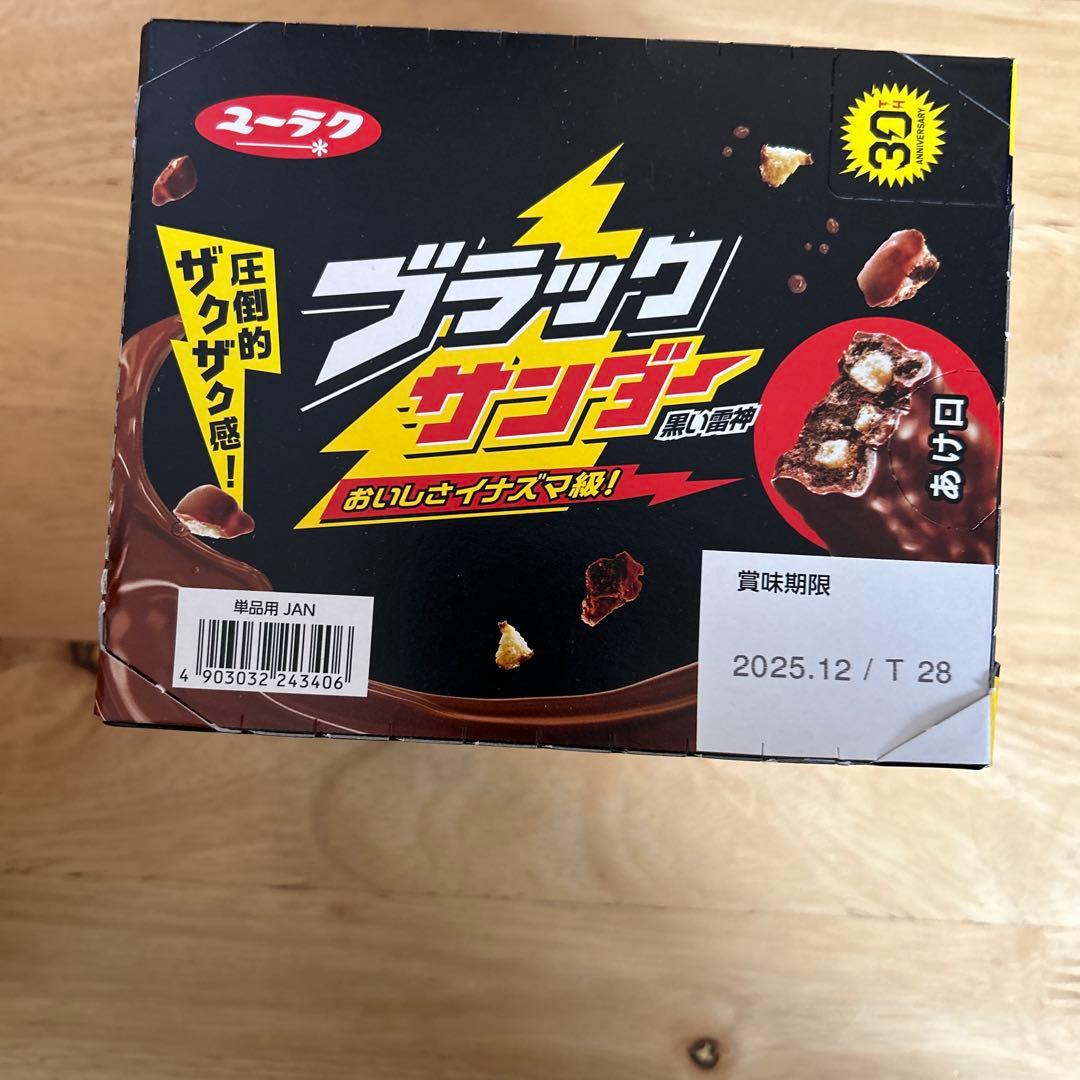 ユーラク
30TH
ANNIVERSARY
圧倒的
ザクザク感!
ブラック
サンダー
黒い雷神
おいしさイナズマ級!
あけ口
単品用 JAN
4 903032 243406
賞味期限
2025.12 / T 28